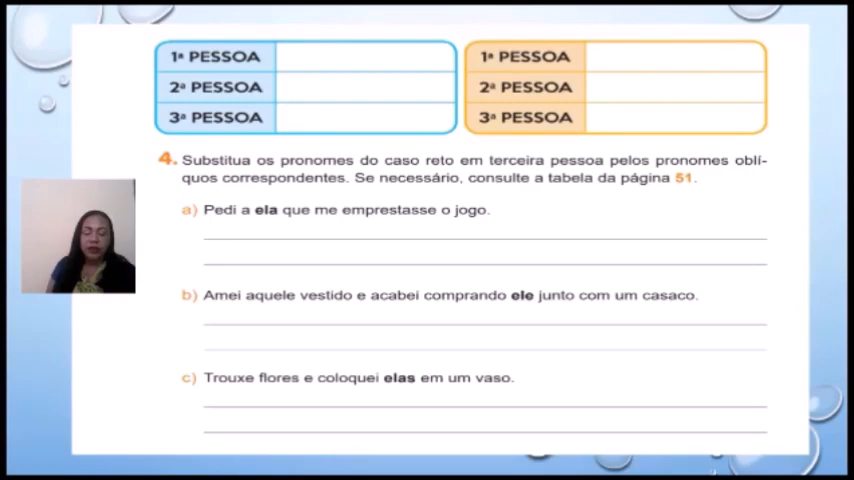 1ª PESSOA
2ª PESSOA
3ª PESSOA
1ª PESSOA
2ª PESSOA
3ª PESSOA
4. Substitua os pronomes do caso reto em terceira pessoa pelos pronomes oblí-
quos correspondentes. Se necessário, consulte a tabela da página 51.
a) Pedi a ela que me emprestasse o jogo.
b) Amei aquele vestido e acabei comprando ele junto com um casaco.
c) Trouxe flores e coloquei elas em um vaso.